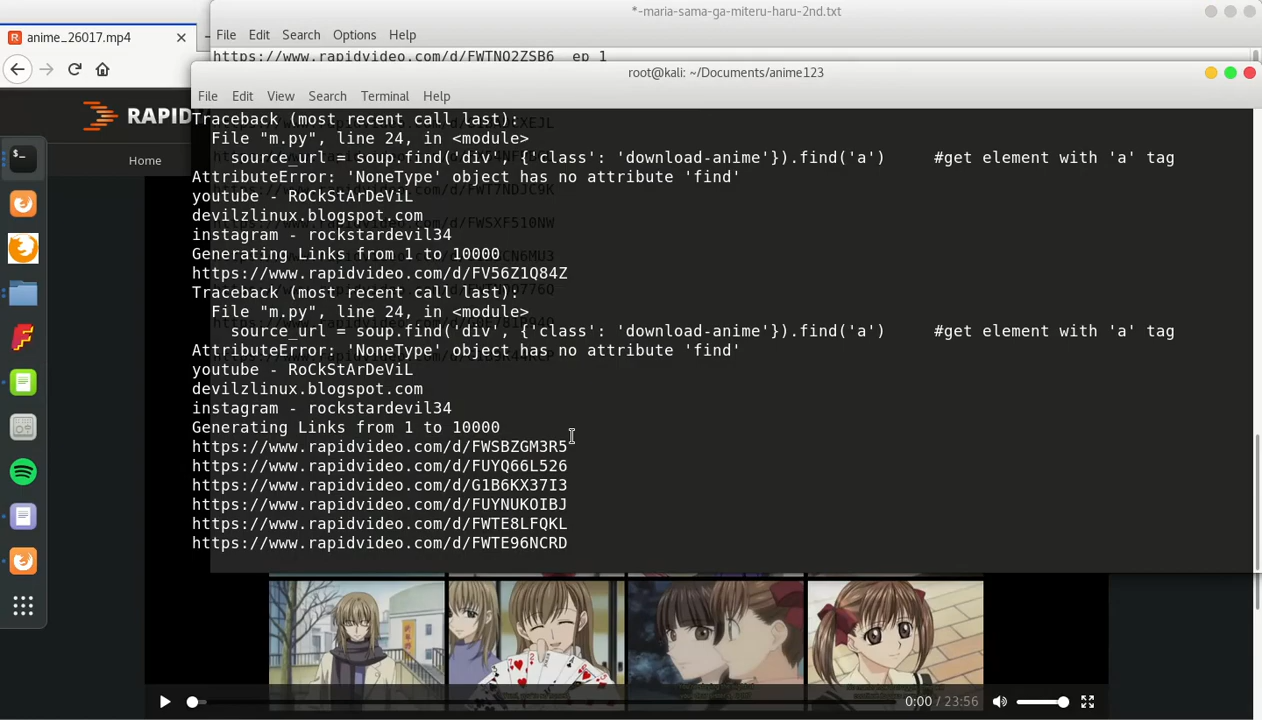 *-maria-sama-ga-miteru-haru-2nd.txt
anime_26017.mp4
File Edit Search Options Help
https://www.rapidvideo.com/d/FWTNO2ZSB6 ep 1
root@kali: ~/Documents/anime123
File Edit View Search Terminal Help
RAPID
Home
Traceback (most recent call last):
File "m.py", line 24, in <module>
source_url = soup.find('div', {'class': 'download-anime'}).find('a') #get element with 'a' tag
AttributeError: 'NoneType' object has no attribute 'find'
youtube - RoCkStArDeViL
devilzlinux.blogspot.com
instagram - rockstardevil34
Generating Links from 1 to 10000
https://www.rapidvideo.com/d/FV56Z1Q84Z
Traceback (most recent call last):
File "m.py", line 24, in <module>
source_url = soup.find('div', {'class': 'download-anime'}).find('a') #get element with 'a' tag
AttributeError: 'NoneType' object has no attribute 'find'
youtube - RoCkStArDeViL
devilzlinux.blogspot.com
instagram - rockstardevil34
Generating Links from 1 to 10000
https://www.rapidvideo.com/d/FWSBZGM3R5
https://www.rapidvideo.com/d/FUYQ66L526
https://www.rapidvideo.com/d/G1B6KX37I3
https://www.rapidvideo.com/d/FUYNUKOIBJ
https://www.rapidvideo.com/d/FWTE8LFQKL
https://www.rapidvideo.com/d/FWTE96NCRD
0:00 / 23:56